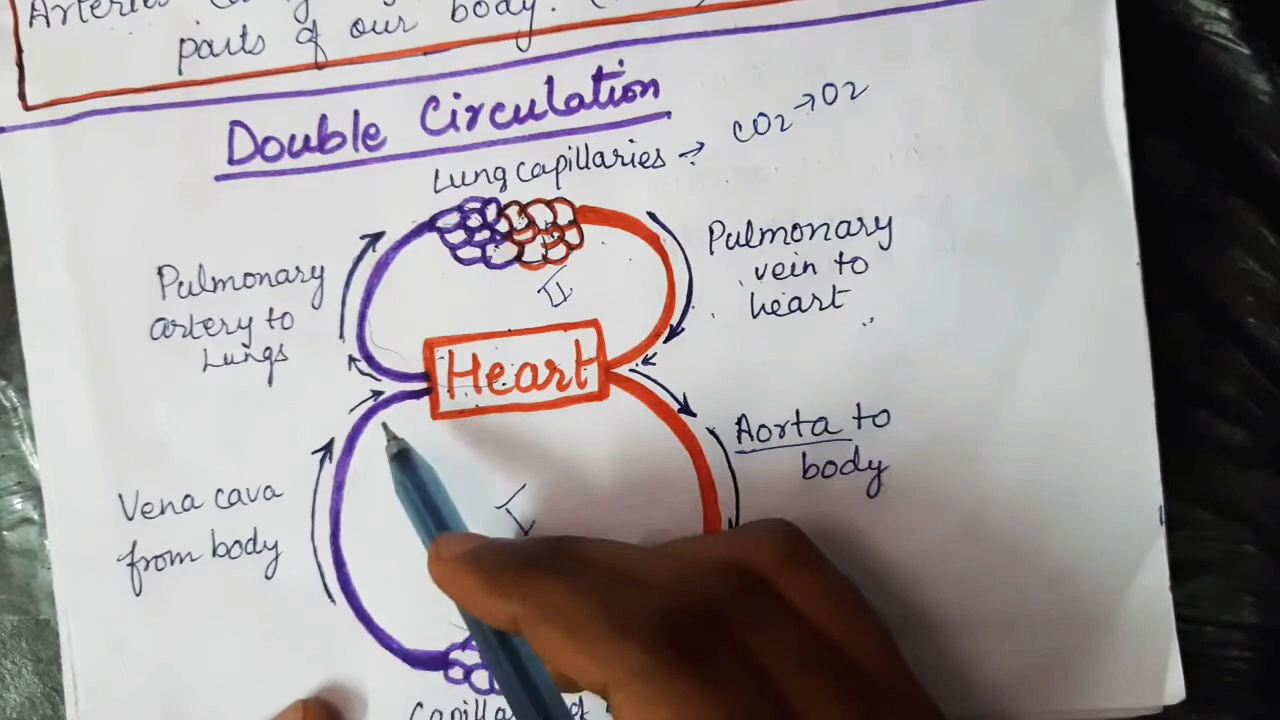 Arteries
parts of our body.
Double Circulation
Lung capillaries → CO2 → O2
Pulmonary
artery to
Lungs
II
Pulmonary
vein to
heart
Heart
Aorta to
body
Vena cava
from body
I